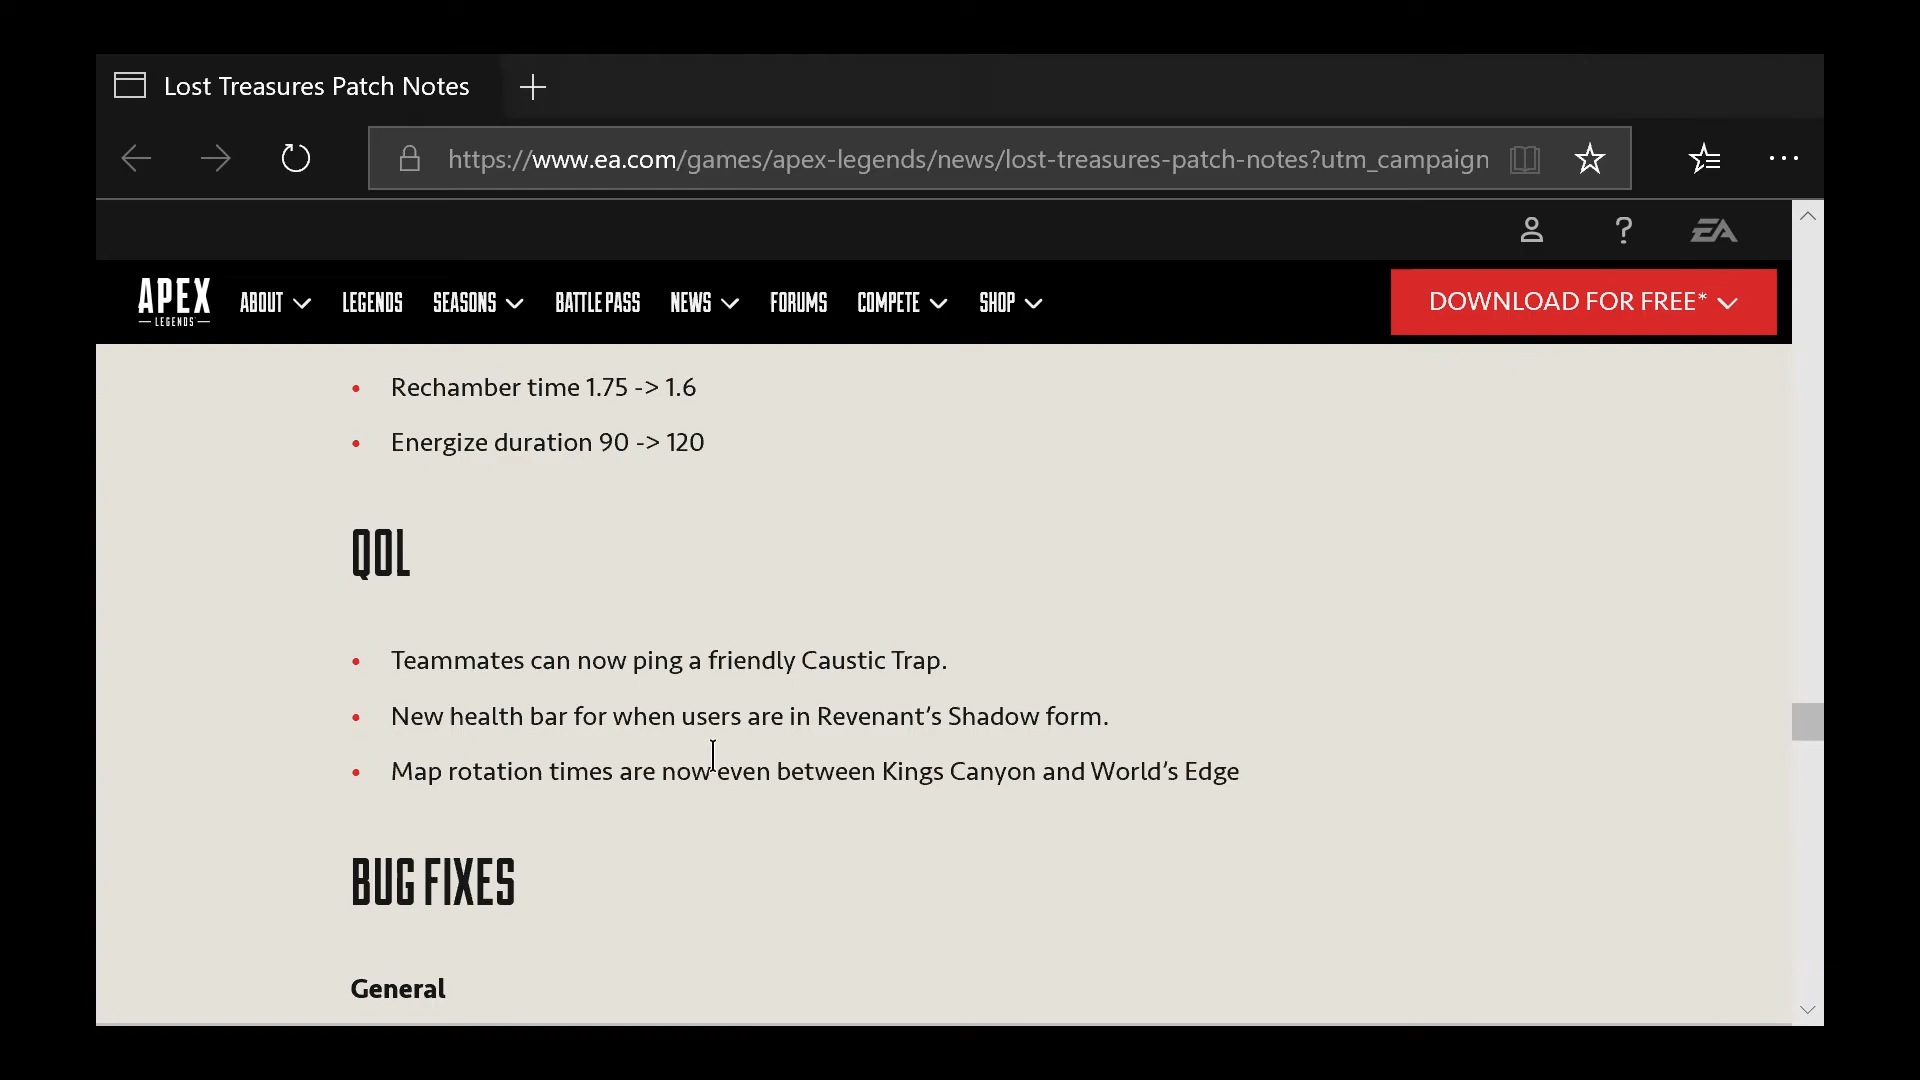 Lost Treasures Patch Notes
https://www.ea.com/games/apex-legends/news/lost-treasures-patch-notes?utm_campaign
? EA
APEX LEGENDS ABOUT LEGENDS SEASONS BATTLE PASS NEWS FORUMS COMPETE SHOP DOWNLOAD FOR FREE*
• Rechamber time 1.75 -> 1.6
• Energize duration 90 -> 120
QOL
• Teammates can now ping a friendly Caustic Trap.
• New health bar for when users are in Revenant’s Shadow form.
• Map rotation times are now even between Kings Canyon and World’s Edge
BUG FIXES
General